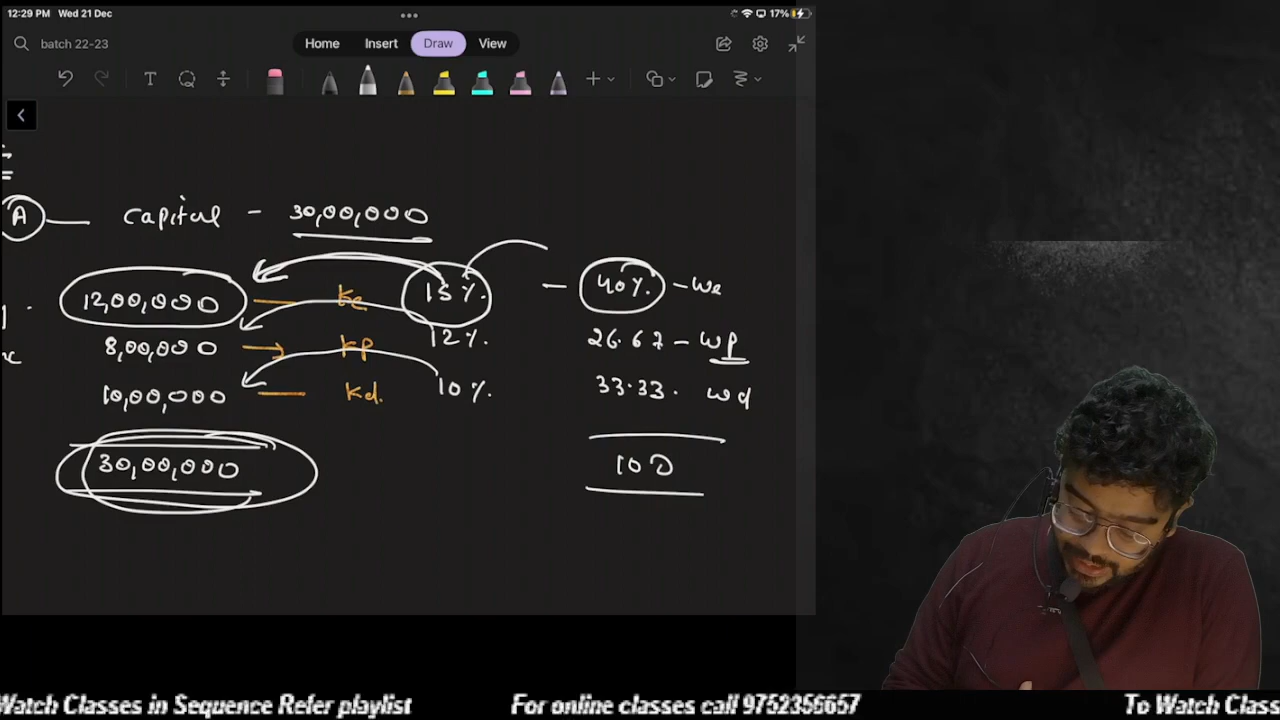 12:29 PM Wed 21 Dec 17%
batch 22-23 Home Insert Draw View
T
A capital - 30,00,000
12,00,000 Ke 15% - 40% - we
8,00,000 Kp 12% 26.67 - wp
10,00,000 Kd. 10% 33.33. wd
30,00,000 100
Watch Classes in Sequence Refer playlist For online classes call 9752356657 To Watch Class